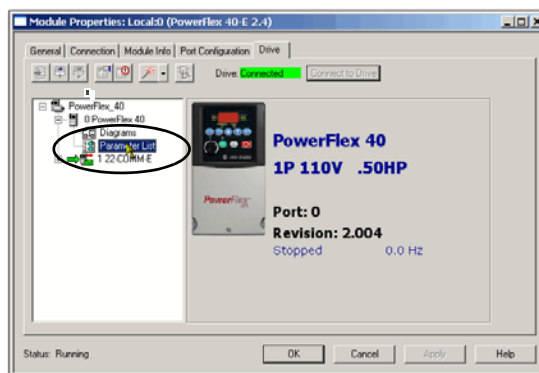 Module Properties: Local:0 (PowerFlex 40-E 2.4)
General Connection Module Info Port Configuration Drive
Drive: Connected Connect to Drive
PowerFlex_40
0 PowerFlex 40
Diagrams
Parameter List
1 22-COMM-E
PowerFlex
PowerFlex 40
1P 110V .50HP
Port: 0
Revision: 2.004
Stopped 0.0 Hz
Status: Running OK Cancel Apply Help